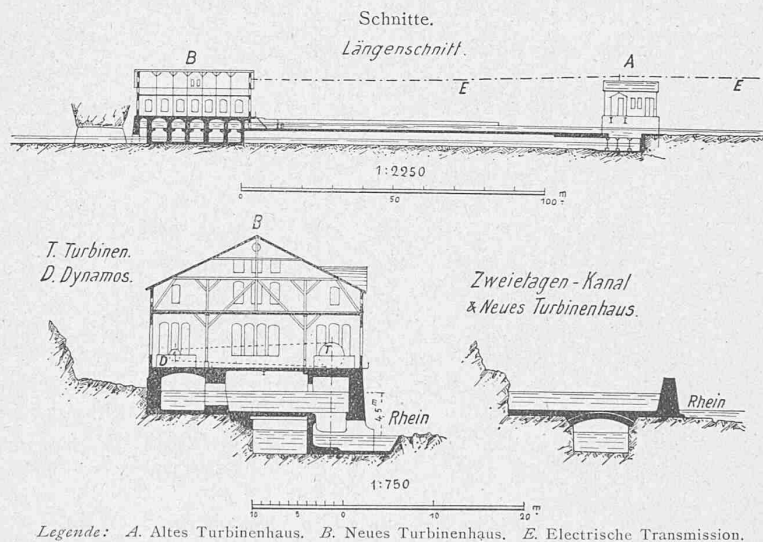 Schnitte.
Längenschnitt.
B
A
E
E
1:2250
0 50 100 m
B
T. Turbinen.
D. Dynamos.
Zweietagen-Kanal
& Neues Turbinenhaus.
D
T
4.5 m
Rhein
Rhein
1:750
10 5 0 10 20 m
Legende: A. Altes Turbinenhaus. B. Neues Turbinenhaus. E. Electrische Transmission.